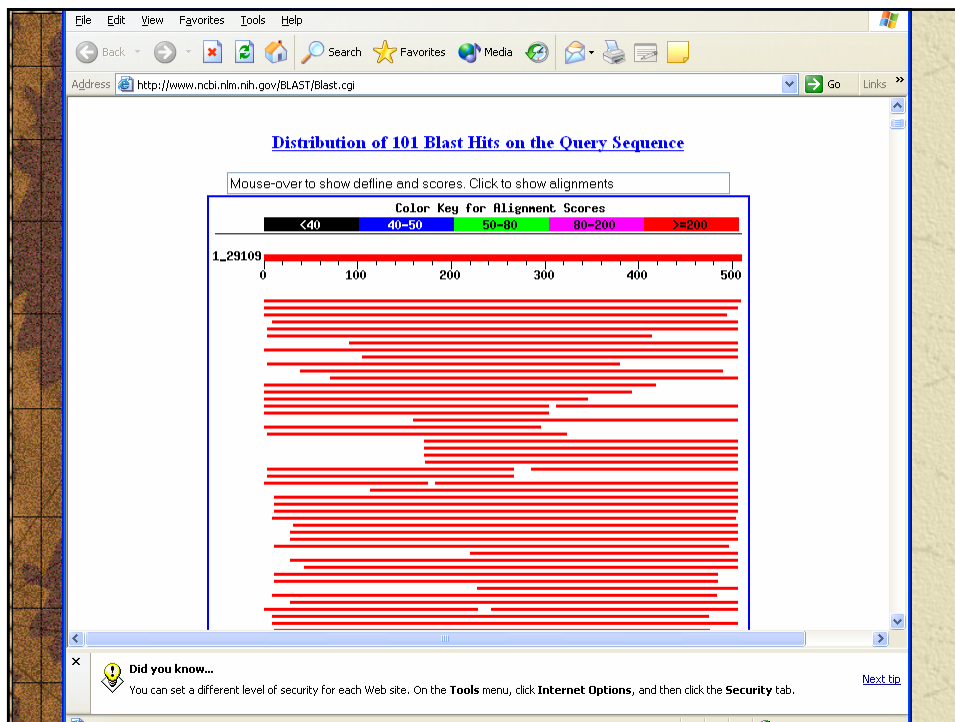 File Edit View Favorites Tools Help
Back Search Favorites Media
Address http://www.ncbi.nlm.nih.gov/BLAST/Blast.cgi Go Links »
Distribution of 101 Blast Hits on the Query Sequence
Mouse-over to show defline and scores. Click to show alignments
Color Key for Alignment Scores
<40 40-50 50-80 80-200 >=200
1_29109
0 100 200 300 400 500
Did you know...
You can set a different level of security for each Web site. On the Tools menu, click Internet Options, and then click the Security tab.
Next tip